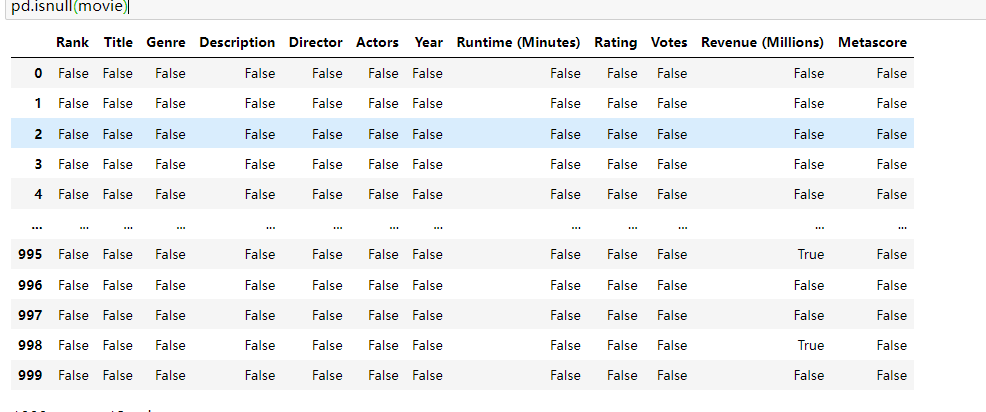 pd.isnull(movie)
Rank Title Genre Description Director Actors Year Runtime (Minutes) Rating Votes Revenue (Millions) Metascore
0 False False False False False False False False False False False False
1 False False False False False False False False False False False False
2 False False False False False False False False False False False False
3 False False False False False False False False False False False False
4 False False False False False False False False False False False False
... ... ... ... ... ... ... ... ... ... ... ... ...
995 False False False False False False False False False False True False
996 False False False False False False False False False False False False
997 False False False False False False False False False False False False
998 False False False False False False False False False False True False
999 False False False False False False False False False False False False